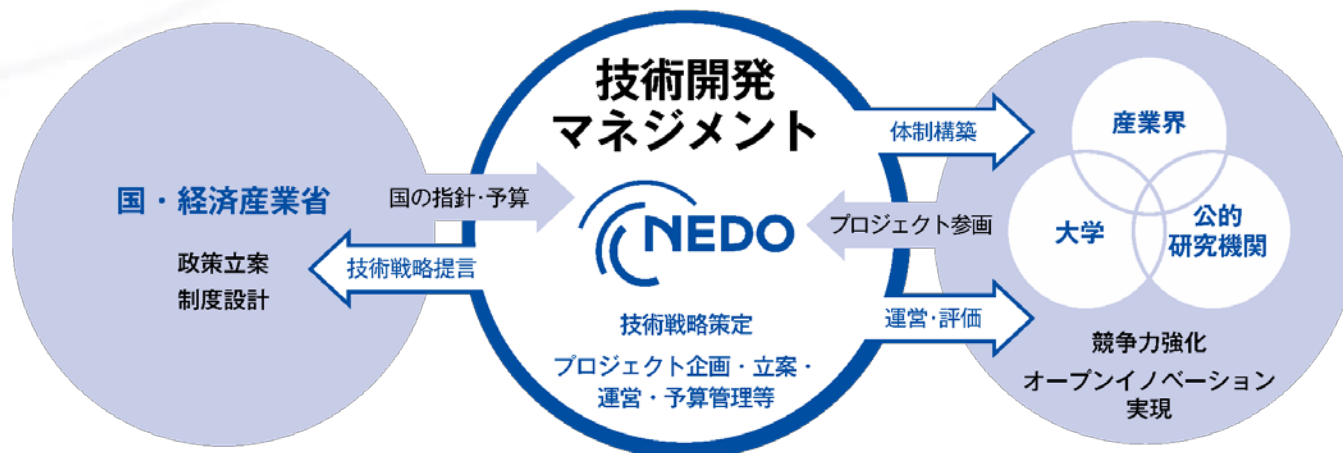 国・経済産業省
政策立案
制度設計
国の指針・予算
技術戦略提言
技術開発
マネジメント
NEDO
技術戦略策定
プロジェクト企画・立案・
運営・予算管理等
体制構築
プロジェクト参画
運営・評価
産業界
大学
公的
研究機関
競争力強化
オープンイノベーション
実現